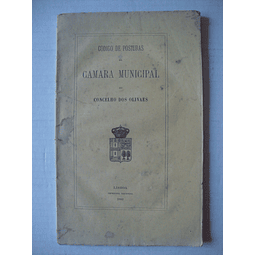 CODIGO DE POSTURAS
DA
CAMARA MUNICIPAL
DO
CONCELHO DOS OLIVAES
LISBOA